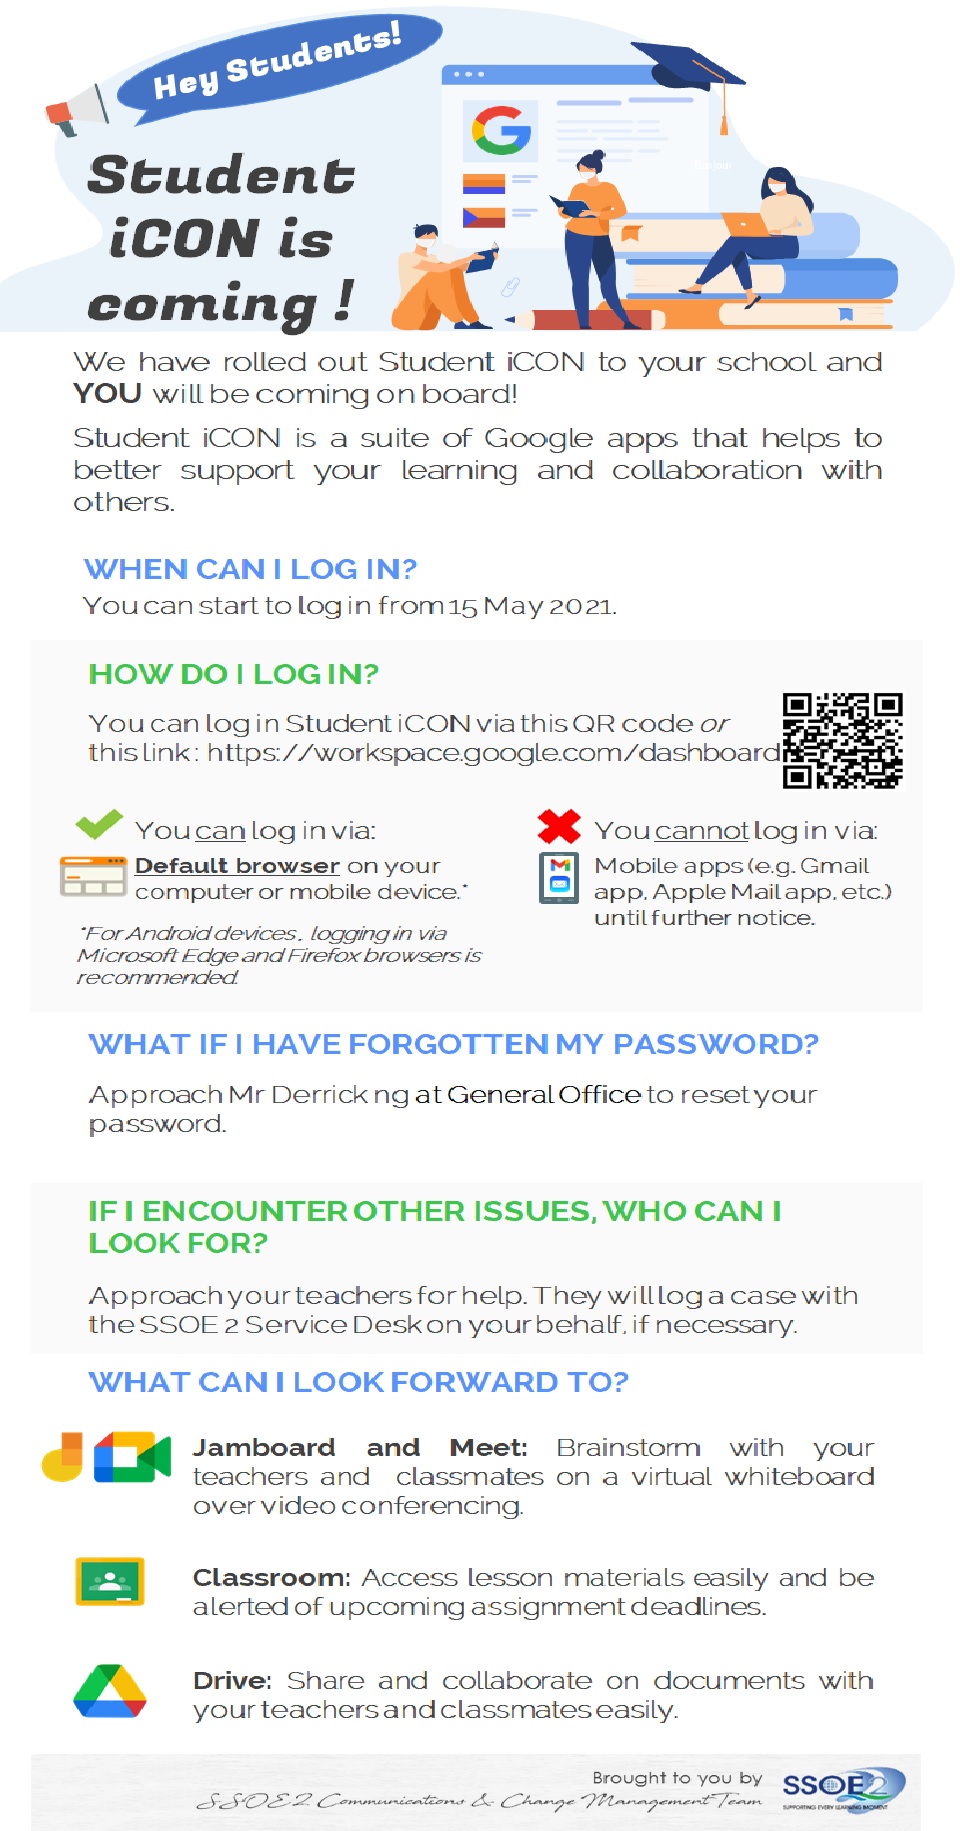 Hey Students!
Student
iCON is
coming !
We have rolled out Student iCON to your school and
YOU will be coming on board!
Student iCON is a suite of Google apps that helps to
better support your learning and collaboration with
others.
WHEN CAN I LOG IN?
You can start to log in from 15 May 2021.
HOW DO I LOG IN?
You can log in Student iCON via this QR code or
this link : https://workspace.google.com/dashboard
You can log in via:
Default browser on your
computer or mobile device.*
*For Android devices , logging in via
Microsoft Edge and Firefox browsers is
recommended.
You cannot log in via:
Mobile apps (e.g. Gmail
app, Apple Mail app, etc.)
until further notice.
WHAT IF I HAVE FORGOTTEN MY PASSWORD?
Approach Mr Derrick ng at General Office to reset your
password.
IF I ENCOUNTER OTHER ISSUES, WHO CAN I
LOOK FOR?
Approach your teachers for help. They will log a case with
the SSOE 2 Service Desk on your behalf, if necessary.
WHAT CAN I LOOK FORWARD TO?
Jamboard and Meet: Brainstorm with your
teachers and classmates on a virtual whiteboard
over video conferencing.
Classroom: Access lesson materials easily and be
alerted of upcoming assignment deadlines.
Drive: Share and collaborate on documents with
your teachers and classmates easily.
Brought to you by
SSOE2 Communications & Change Management Team
SSOE2
SUPPORTING EVERY LEARNING MOMENT